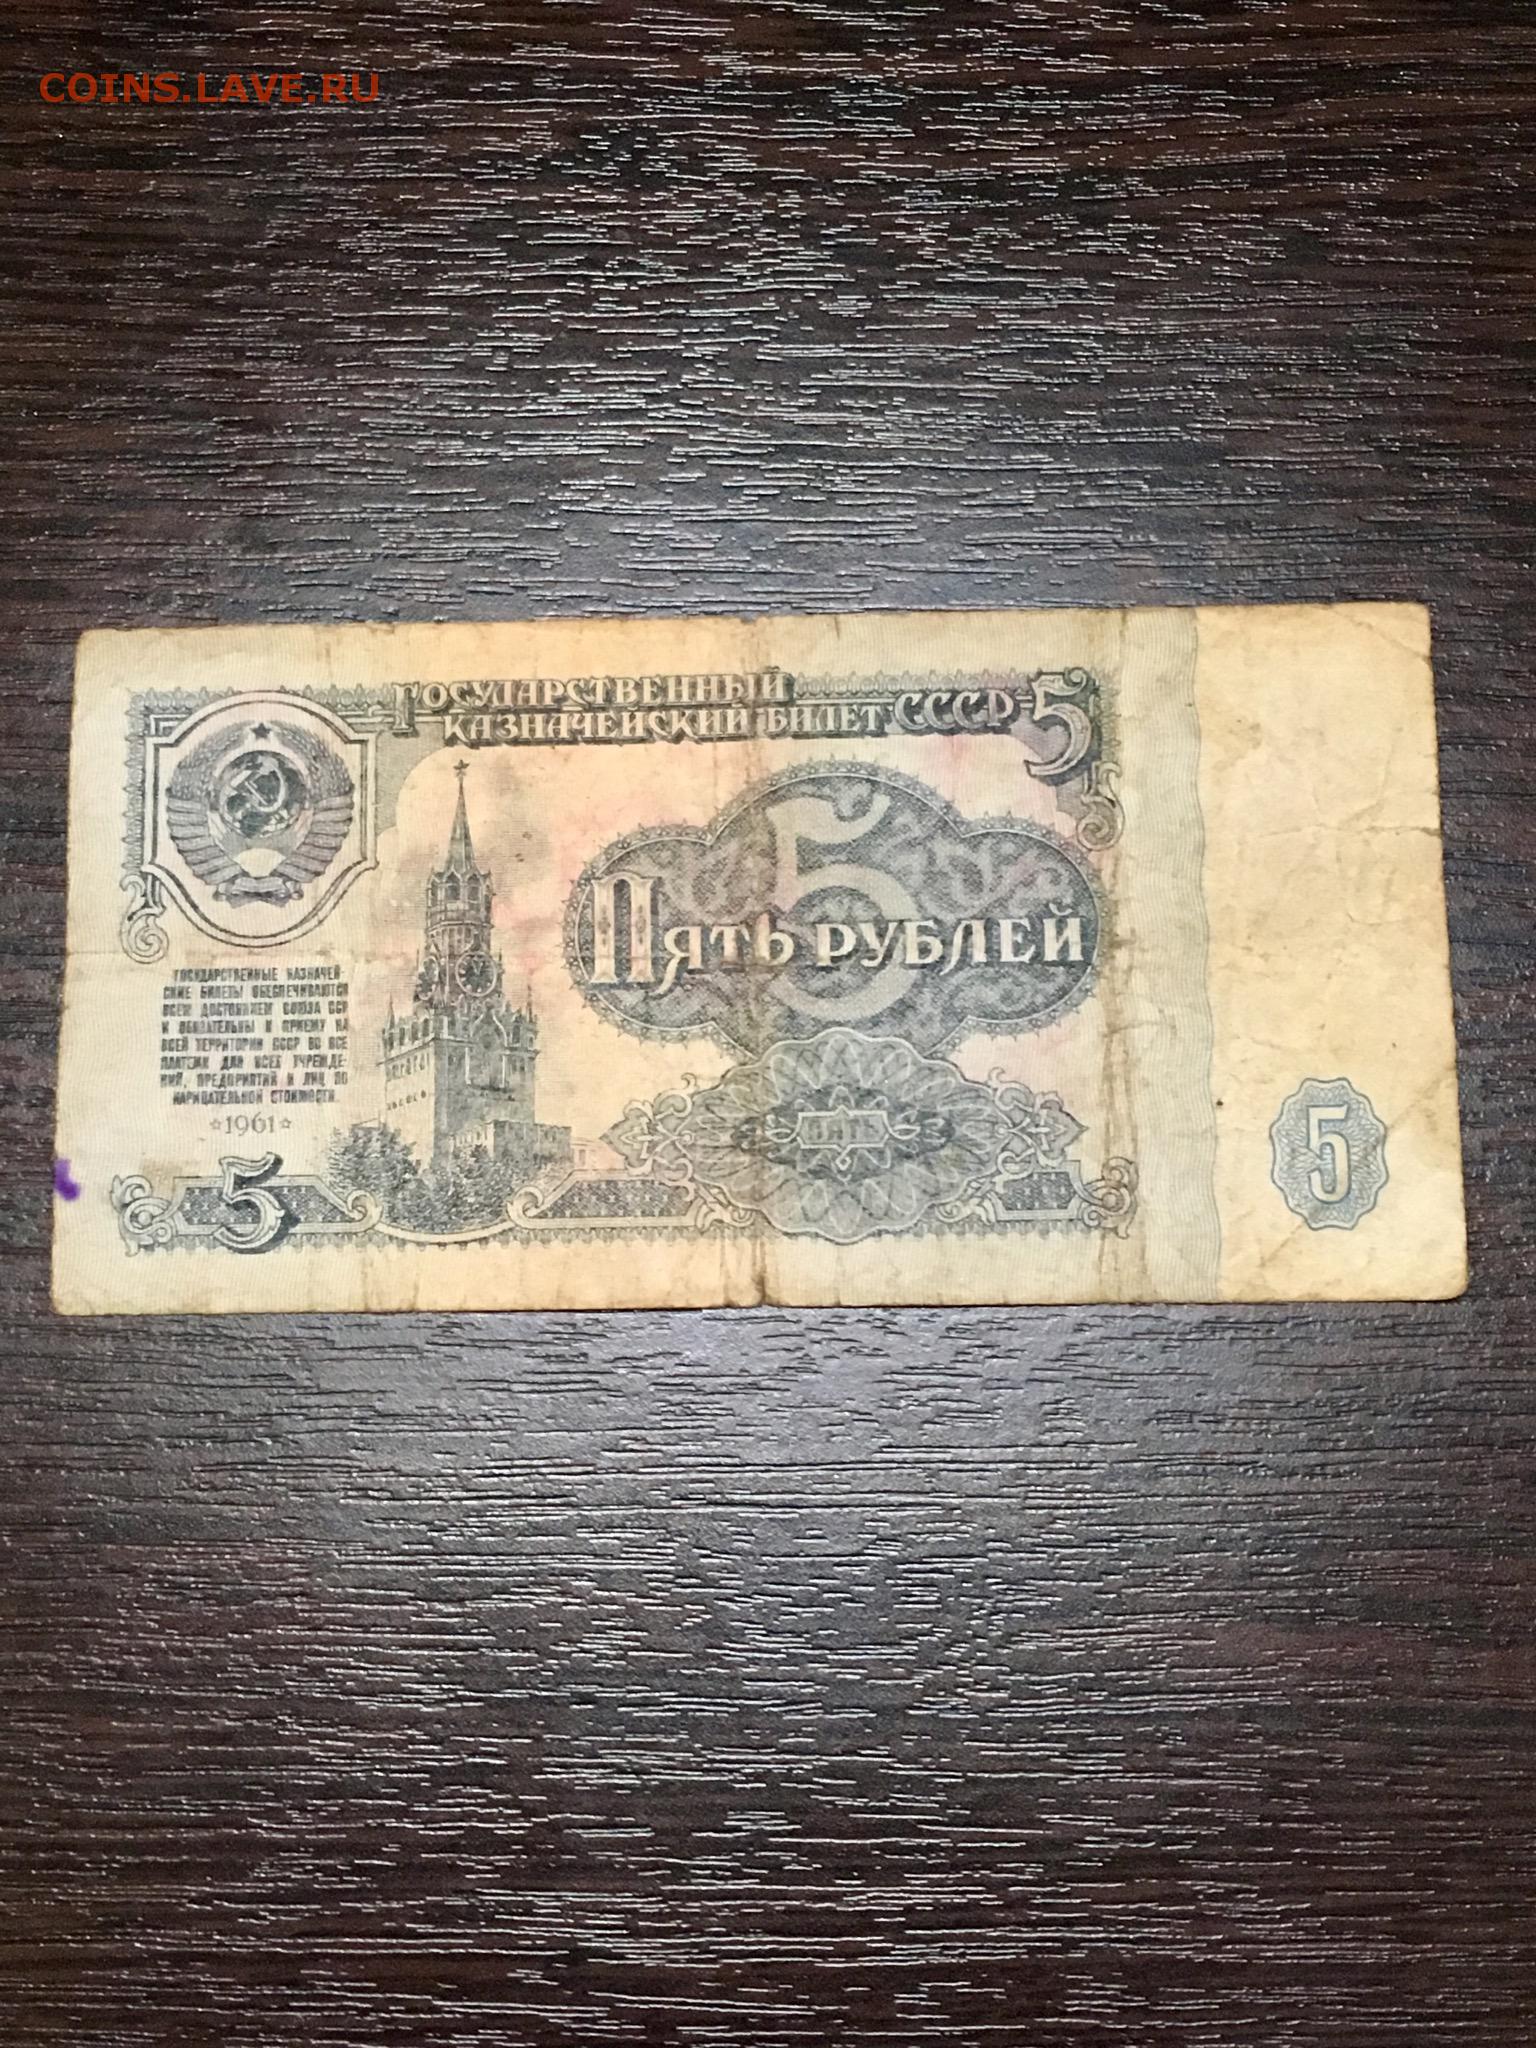 COINS.LAVE.RU
ГОСУДАРСТВЕННЫЙ
КАЗНАЧЕЙСКИЙ БИЛЕТ СССР
5
5
ПЯТЬ РУБЛЕЙ
ГОСУДАРСТВЕННЫЕ КАЗНАЧЕЙ-
СКИЕ БИЛЕТЫ ОБЕСПЕЧИВАЮТСЯ
ВСЕМ ДОСТОЯНИЕМ СОЮЗА ССР
И ОБЯЗАТЕЛЬНЫ К ПРИЕМУ НА
ВСЕЙ ТЕРРИТОРИИ СССР ВО ВСЕ
ПЛАТЕЖИ ДЛЯ ВСЕХ УЧРЕЖДЕ-
НИЙ, ПРЕДПРИЯТИЙ И ЛИЦ ПО
НАРИЦАТЕЛЬНОЙ СТОИМОСТИ.
☆1961☆
ПЯТЬ
5
5